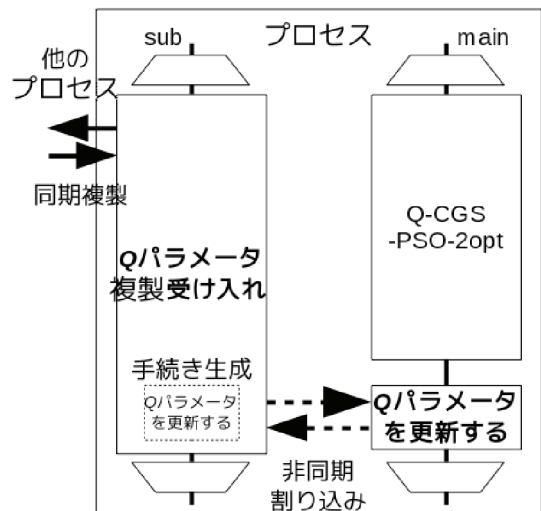 sub
プロセス
main
他の
プロセス
同期複製
Qパラメータ
複製受け入れ
手続き生成
Qパラメータ
を更新する
Q-CGS
-PSO-2opt
Qパラメータ
を更新する
非同期
割り込み